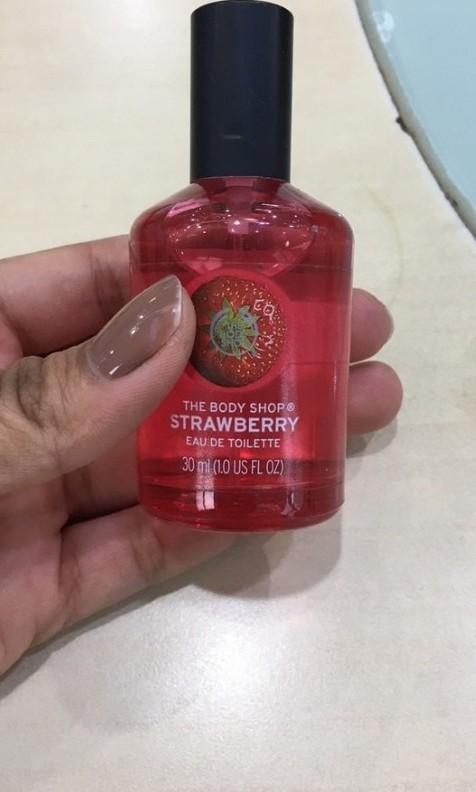 THE BODY SHOP®
STRAWBERRY
EAU DE TOILETTE
30 ml (1.0 US FL OZ)